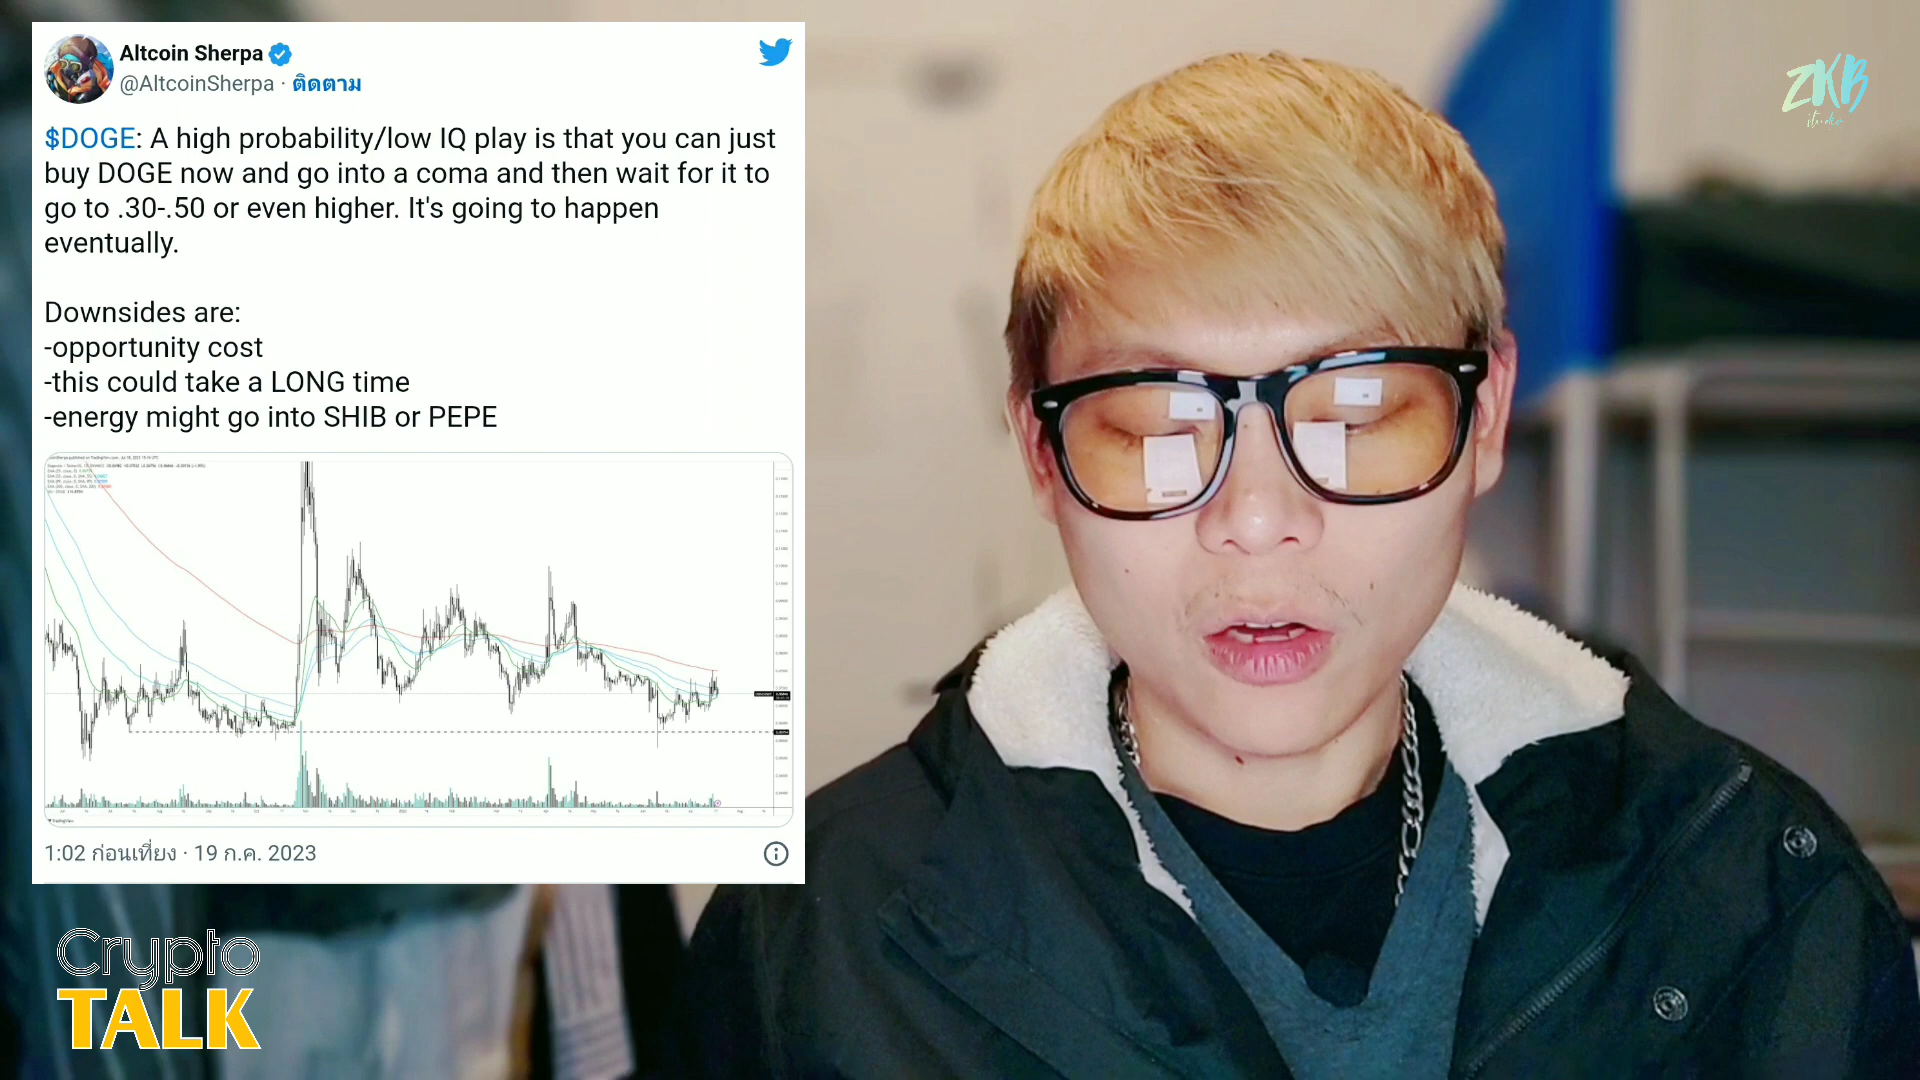 Altcoin Sherpa
@AltcoinSherpa · ติดตาม
$DOGE: A high probability/low IQ play is that you can just
buy DOGE now and go into a coma and then wait for it to
go to .30-.50 or even higher. It's going to happen
eventually.
Downsides are:
-opportunity cost
-this could take a LONG time
-energy might go into SHIB or PEPE
1:02 ก่อนเที่ยง · 19 ก.ค. 2023
Crypto
TALK
ZKB
studio